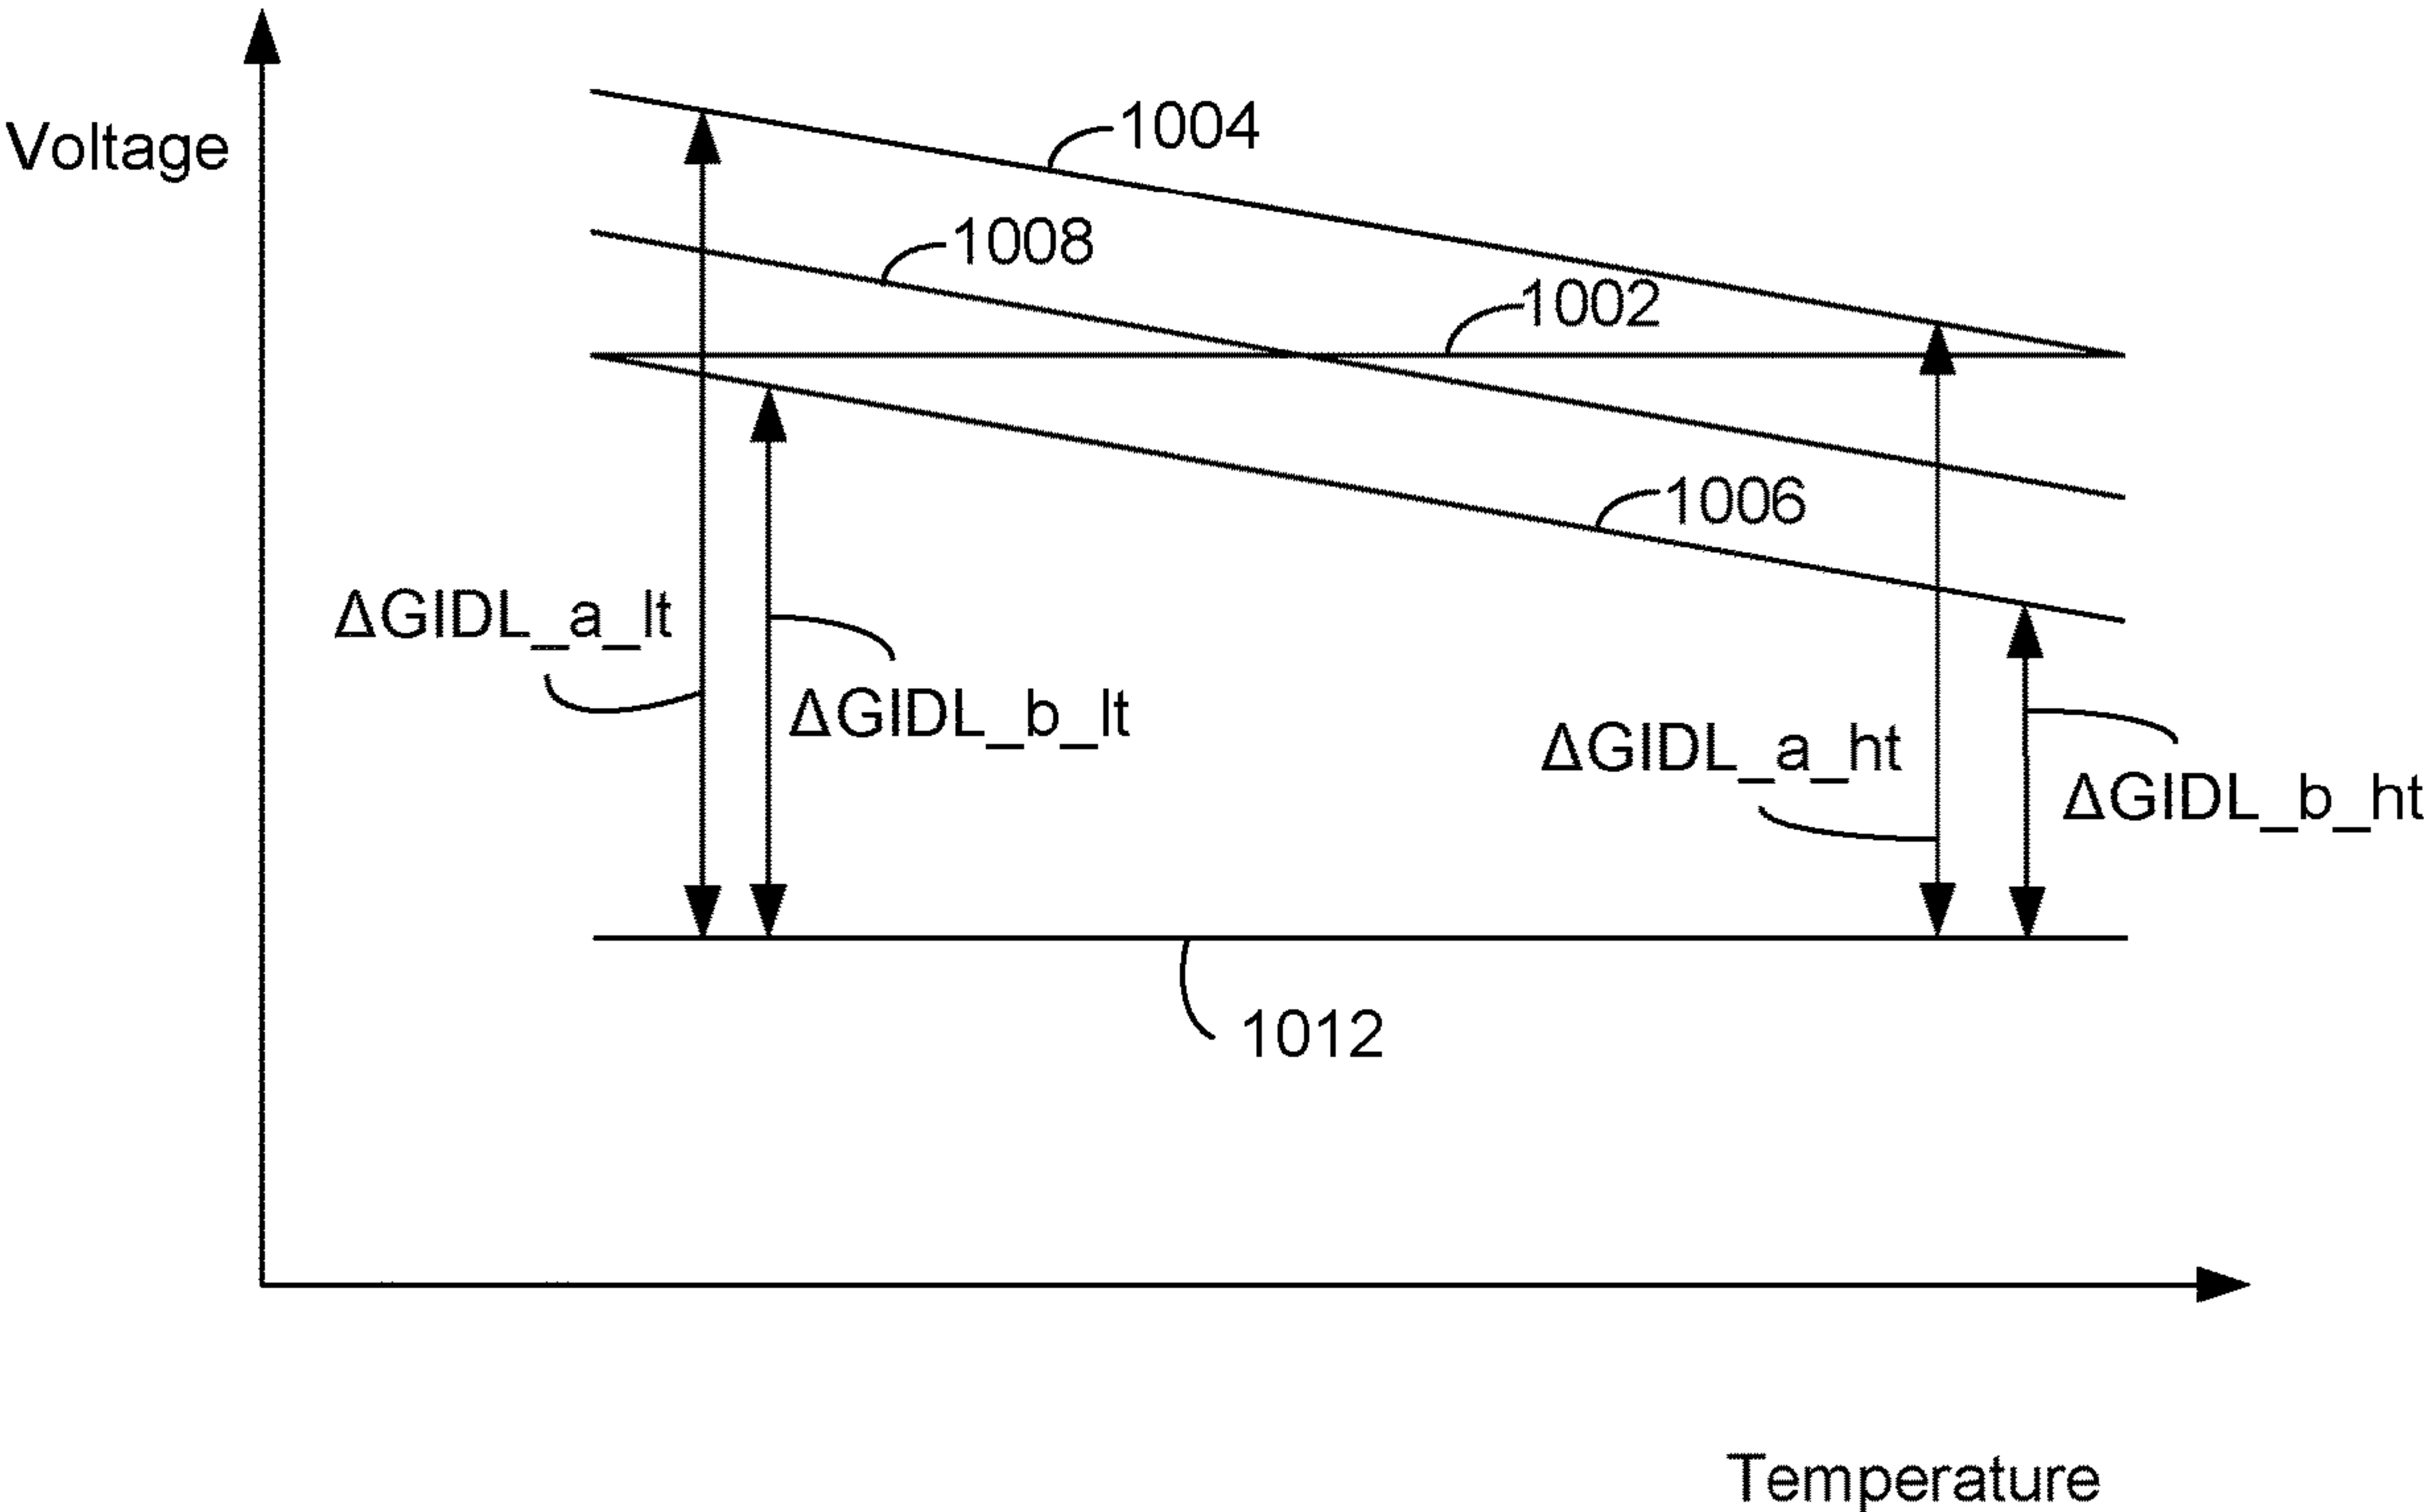 1004
Voltage
1008
1002
1006
ΔGIDL_a_lt
ΔGIDL_b_lt
ΔGIDL_a_ht
ΔGIDL_b_ht
1012
Temperature